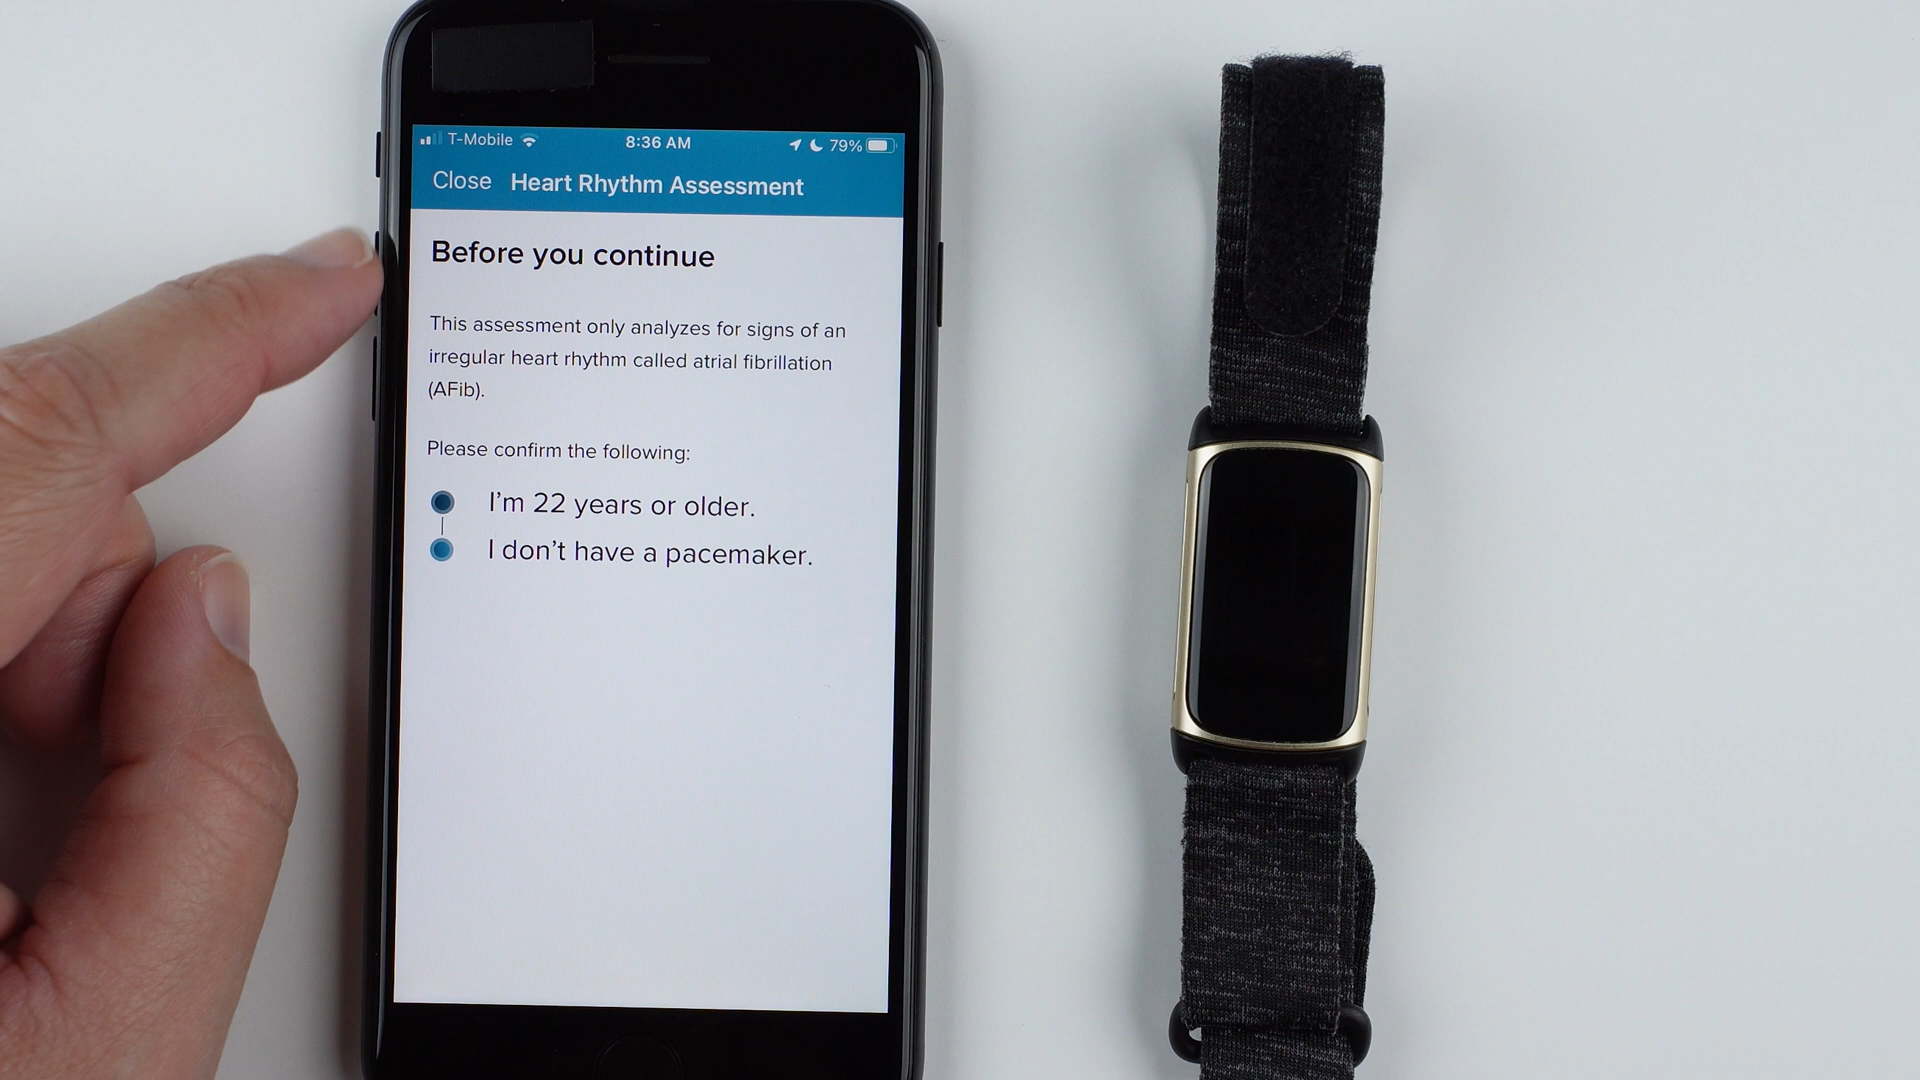 T-Mobile 8:36 AM 79%
Close Heart Rhythm Assessment
Before you continue
This assessment only analyzes for signs of an
irregular heart rhythm called atrial fibrillation
(AFib).
Please confirm the following:
I’m 22 years or older.
I don’t have a pacemaker.